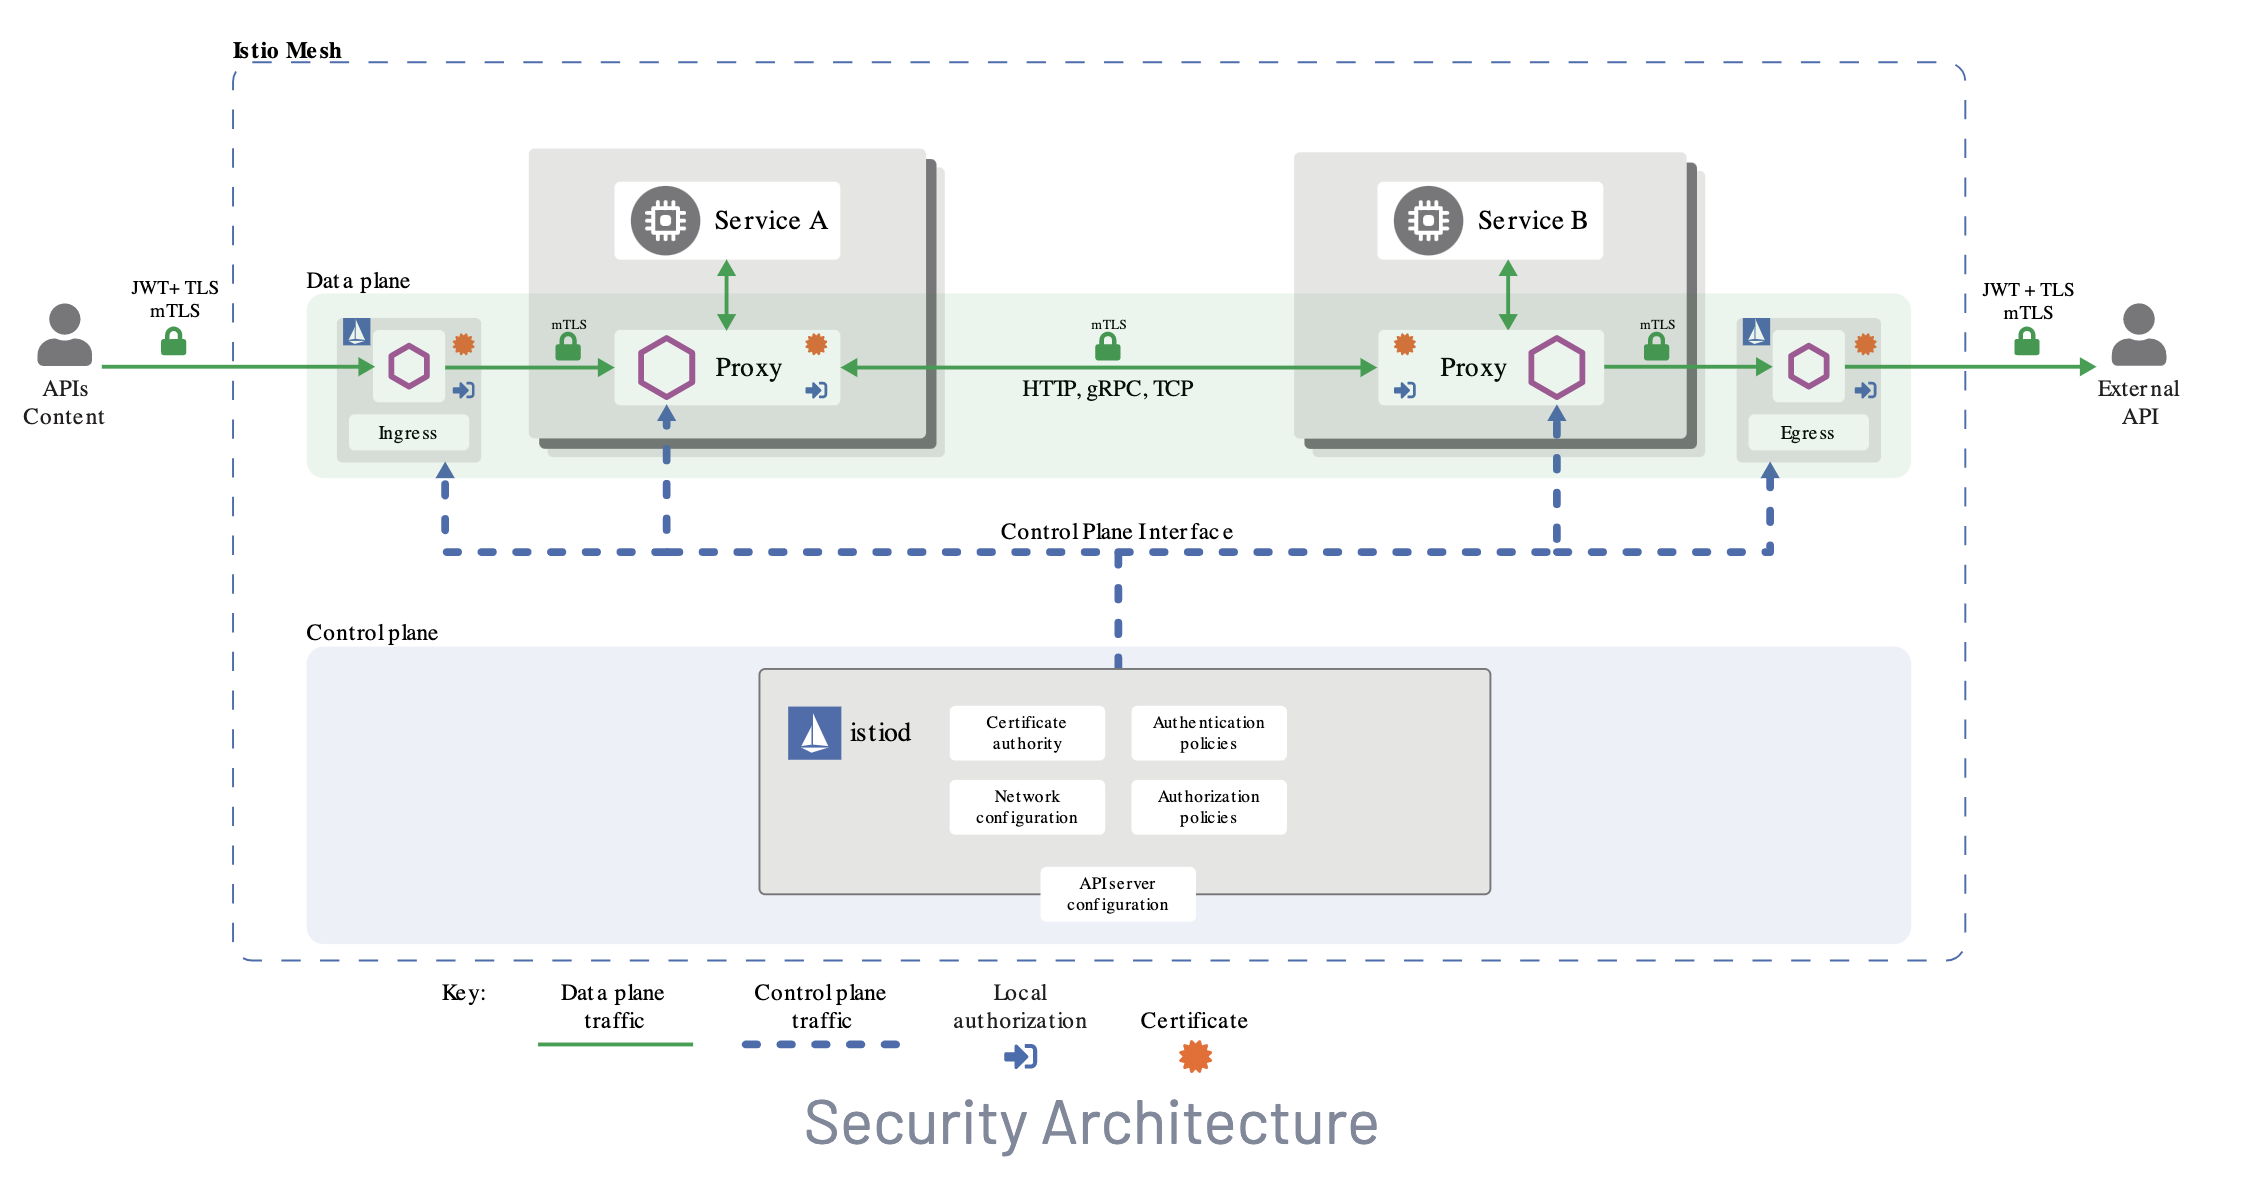 Istio Mesh
Service A
Service B
Data plane
JWT+ TLS
mTLS
JWT + TLS
mTLS
mTLS
mTLS
mTLS
Proxy
Proxy
HTTP, gRPC, TCP
APIs
Content
External
API
Ingress
Egress
Control Plane Interface
Control plane
istiod
Certificate
authority
Authentication
policies
Network
configuration
Authorization
policies
API server
configuration
Key:
Data plane
traffic
Control plane
traffic
Local
authorization
Certificate
Security Architecture